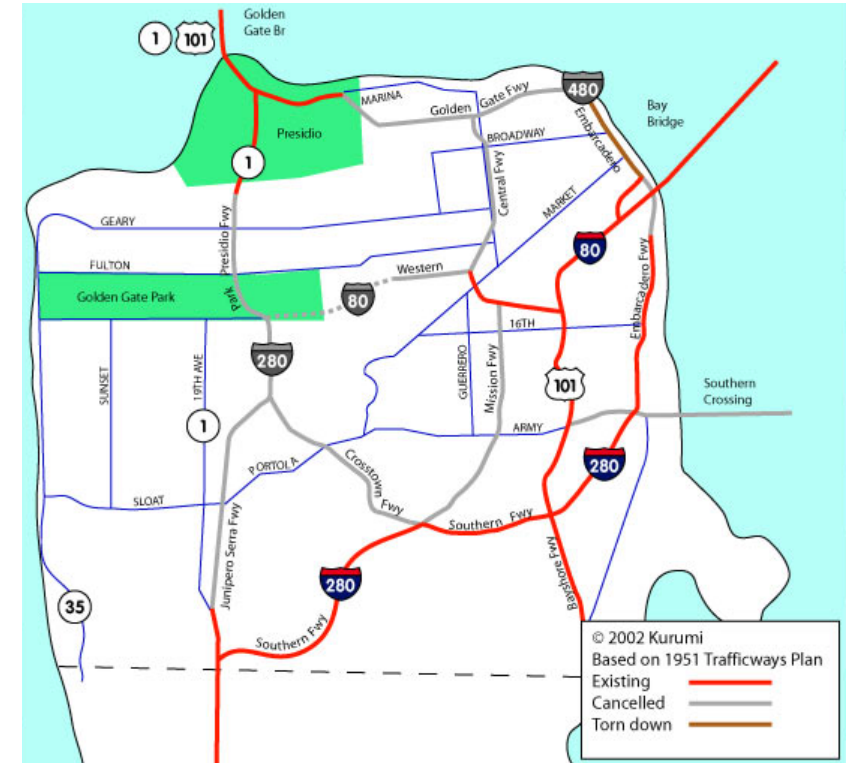 Golden
Gate Br
1
101
480
MARINA
Golden
Gate Fwy
Bay
Bridge
Embarcadero
Presidio
BROADWAY
1
Central Fwy
MARKET
GEARY
Park
Presidio Fwy
80
FULTON
Western
Golden Gate Park
80
Embarcadero Fwy
16TH
280
SUNSET
19TH AVE
GUERRERO
Mission Fwy
101
Southern
Crossing
1
ARMY
PORTOLA
Crosstown
Fwy
280
SLOAT
Junipero Serra Fwy
Southern Fwy
280
Bayshore Fwy
35
Southern Fwy
© 2002 Kurumi
Based on 1951 Trafficways Plan
Existing
Cancelled
Torn down